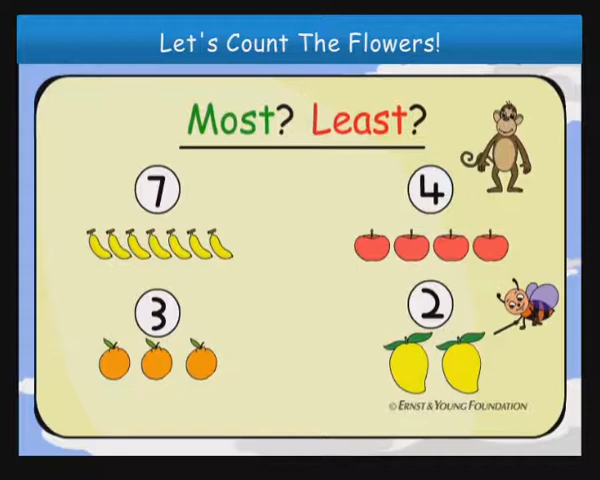 Let's Count The Flowers!
Most? Least?
7
4
3
2
© ERNST & YOUNG FOUNDATION